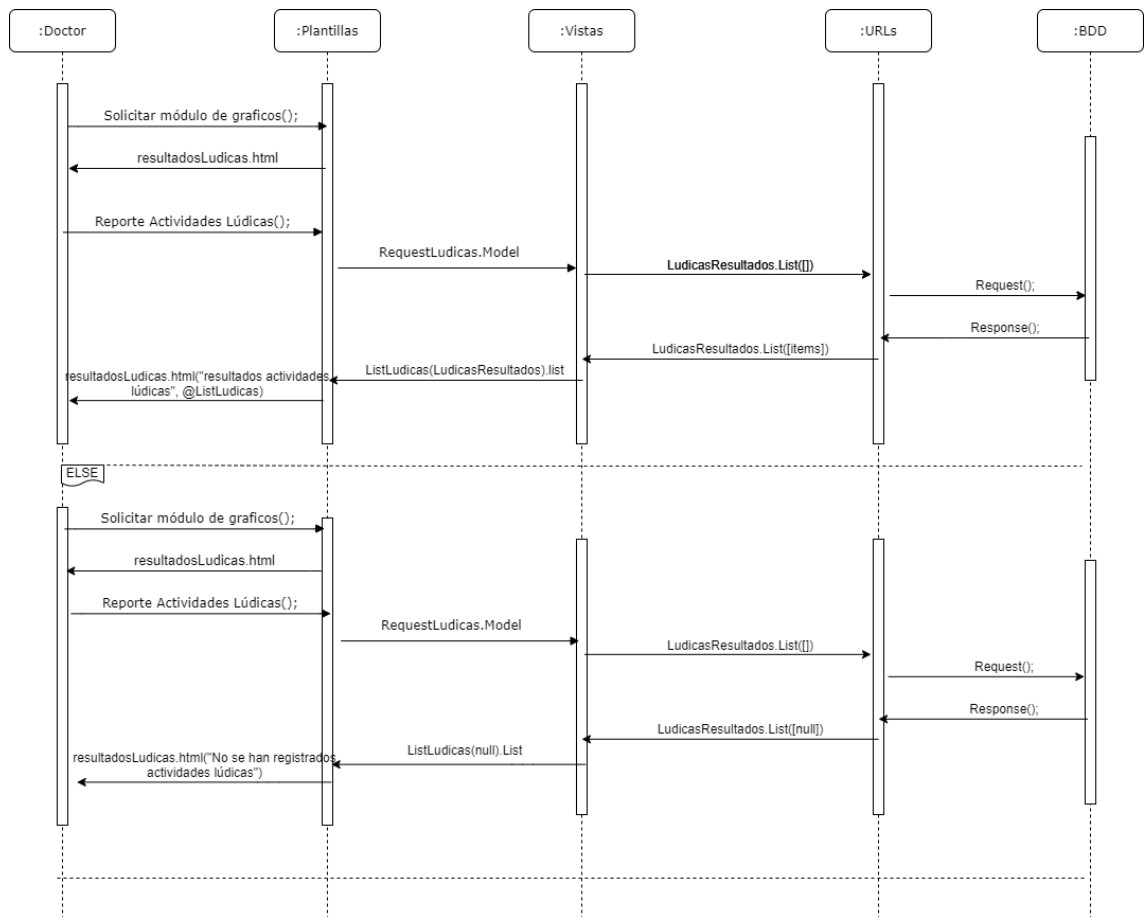 :Doctor
:Plantillas
:Vistas
:URLs
:BDD
Solicitar módulo de graficos();
resultadosLudicas.html
Reporte Actividades Lúdicas();
RequestLudicas.Model
LudicasResultados.List([])
Request();
Response();
LudicasResultados.List([items])
ListLudicas(LudicasResultados).list
resultadosLudicas.html("resultados actividades
lúdicas", @ListLudicas)
ELSE
Solicitar módulo de graficos();
resultadosLudicas.html
Reporte Actividades Lúdicas();
RequestLudicas.Model
LudicasResultados.List([])
Request();
Response();
LudicasResultados.List([null])
ListLudicas(null).List
resultadosLudicas.html("No se han registrados
actividades lúdicas")